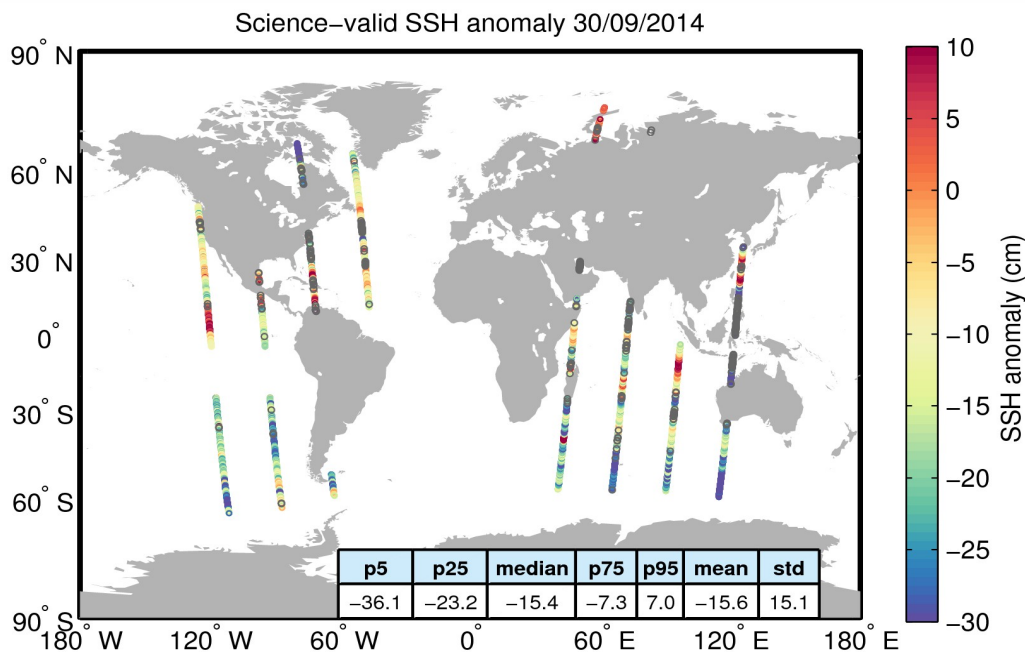 Science−valid SSH anomaly 30/09/2014
90° N
60° N
30° N
0°
30° S
60° S
90° S
180° W
120° W
60° W
0°
60° E
120° E
180° E
p5 p25 median p75 p95 mean std
−36.1 −23.2 −15.4 −7.3 7.0 −15.6 15.1
10
5
0
−5
−10
−15
−20
−25
−30
SSH anomaly (cm)